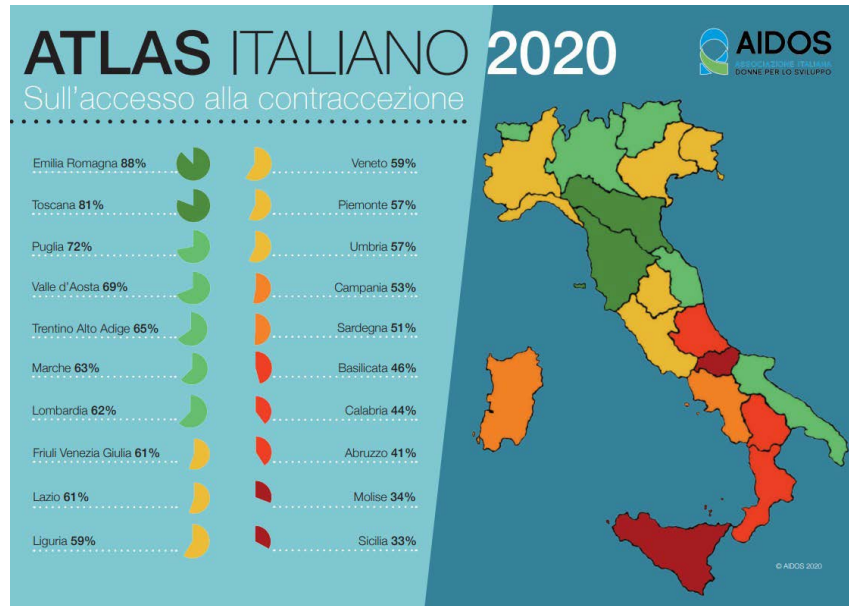 ATLAS ITALIANO 2020
Sull'accesso alla contraccezione
AIDOS
ASSOCIAZIONE ITALIANA
DONNE PER LO SVILUPPO
Emilia Romagna 88%
Toscana 81%
Puglia 72%
Valle d'Aosta 69%
Trentino Alto Adige 65%
Marche 63%
Lombardia 62%
Friuli Venezia Giulia 61%
Lazio 61%
Liguria 59%
Veneto 59%
Piemonte 57%
Umbria 57%
Campania 53%
Sardegna 51%
Basilicata 46%
Calabria 44%
Abruzzo 41%
Molise 34%
Sicilia 33%
© AIDOS 2020